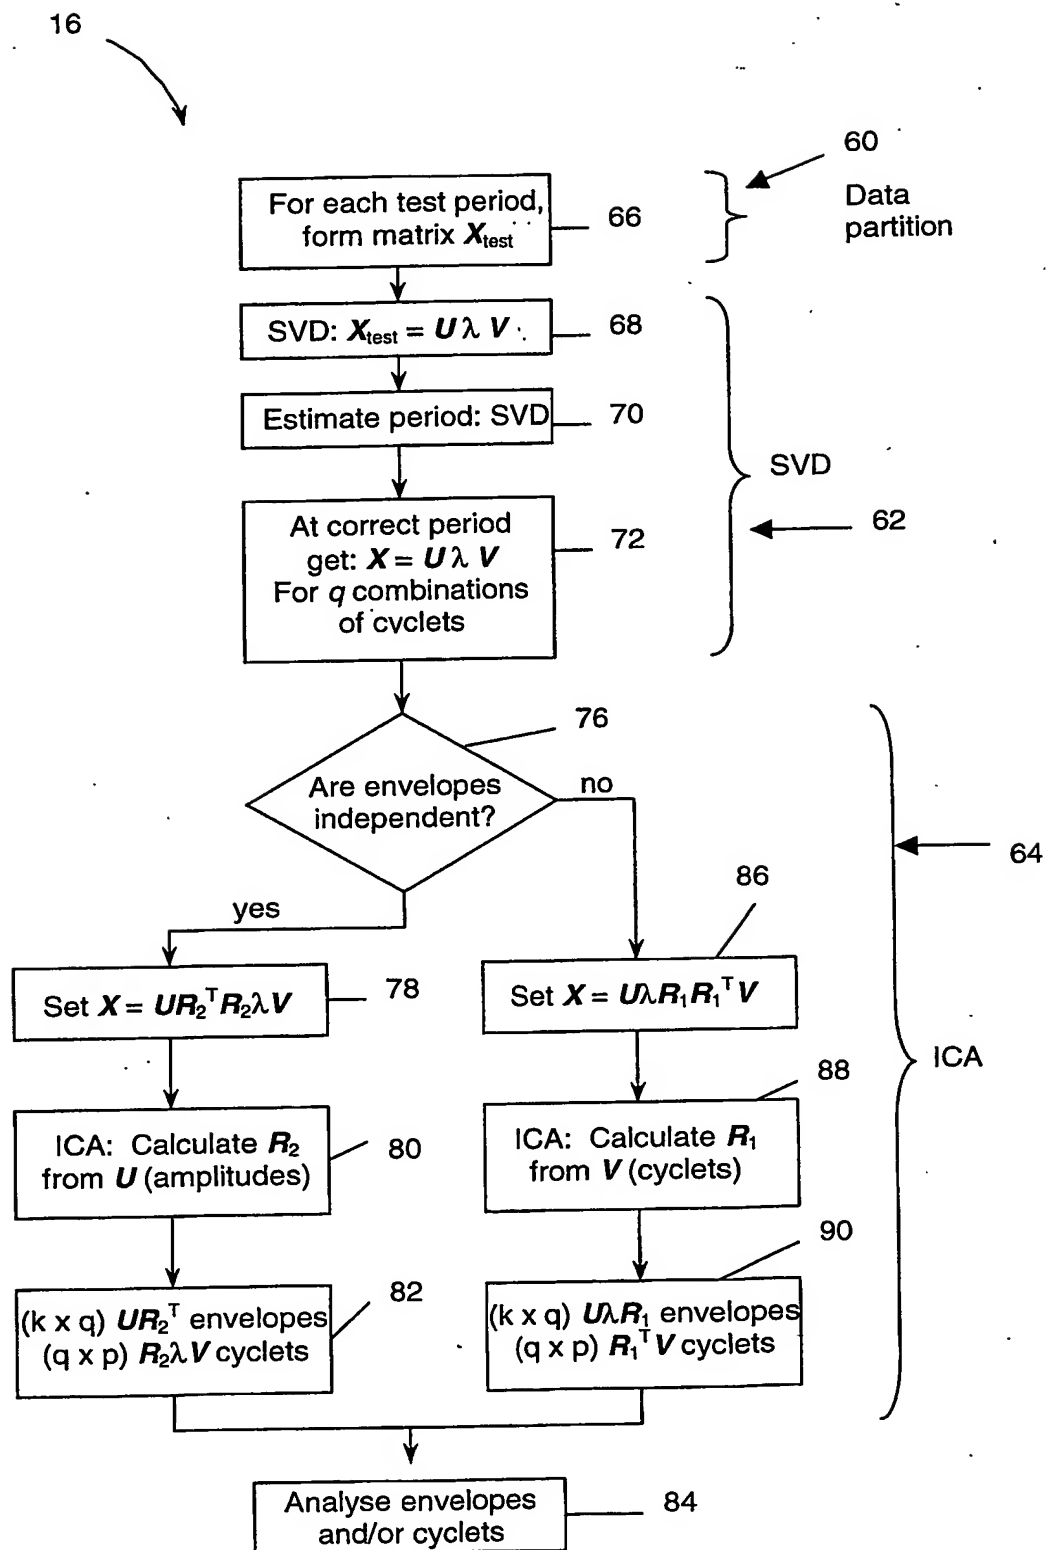 16
60
For each test period,
form matrix Xtest
66
Data
partition
SVD: Xtest = U λ V
68
Estimate period: SVD
70
SVD
At correct period
get: X = U λ V
For q combinations
of cyclets
72
62
76
Are envelopes
independent?
no
64
yes
86
Set X = UR₂ᵀR₂λV
78
Set X = UλR₁R₁ᵀV
ICA
88
ICA: Calculate R₂
from U (amplitudes)
80
ICA: Calculate R₁
from V (cyclets)
90
(k x q) UR₂ᵀ envelopes
(q x p) R₂λV cyclets
82
(k x q) UλR₁ envelopes
(q x p) R₁ᵀV cyclets
Analyse envelopes
and/or cyclets
84